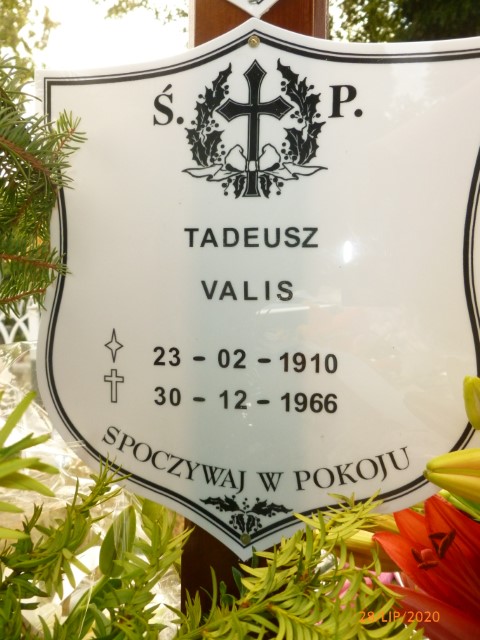 Ś. P.
TADEUSZ
VALIS
23 - 02 - 1910
30 - 12 - 1966
SPOCZYWAJ W POKOJU
28/LIP/2020